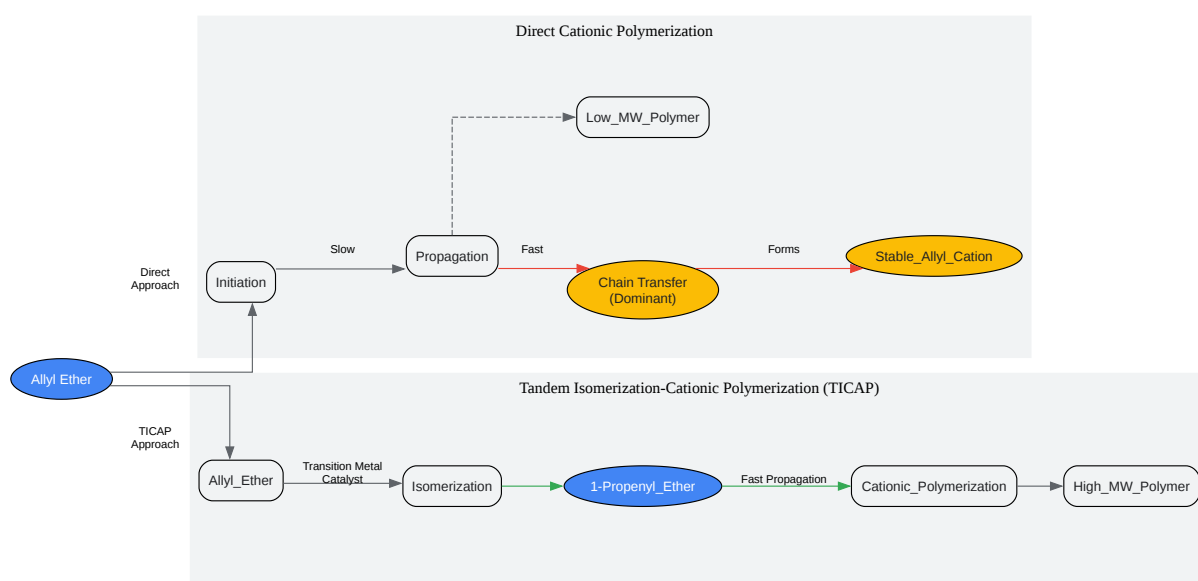 Direct Cationic Polymerization
Low_MW_Polymer
Slow
Propagation
Fast
Forms
Stable_Allyl_Cation
Direct
Approach
Initiation
Chain Transfer
(Dominant)
Allyl Ether
Tandem Isomerization-Cationic Polymerization (TICAP)
TICAP
Approach
Allyl_Ether
Transition Metal
Catalyst
Isomerization
1-Propenyl_Ether
Fast Propagation
Cationic_Polymerization
High_MW_Polymer